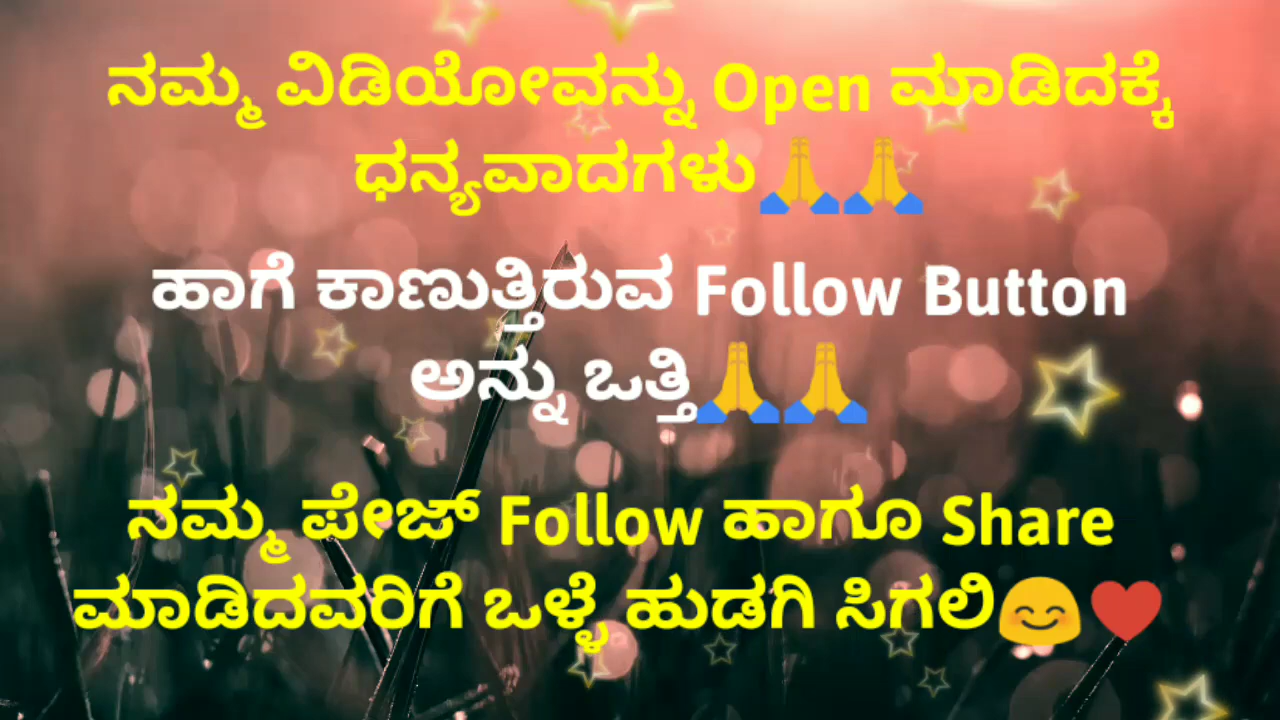 ನಮ್ಮ ವಿಡಿಯೋವನ್ನು Open ಮಾಡಿದಕ್ಕೆ
ಧನ್ಯವಾದಗಳು🙏🙏
ಹಾಗೆ ಕಾಣುತ್ತಿರುವ Follow Button
ಅನ್ನು ಒತ್ತಿ🙏🙏
ನಮ್ಮ ಪೇಜ್ Follow ಹಾಗೂ Share
ಮಾಡಿದವರಿಗೆ ಒಳ್ಳೆ ಹುಡಗಿ ಸಿಗಲಿ😊❤️